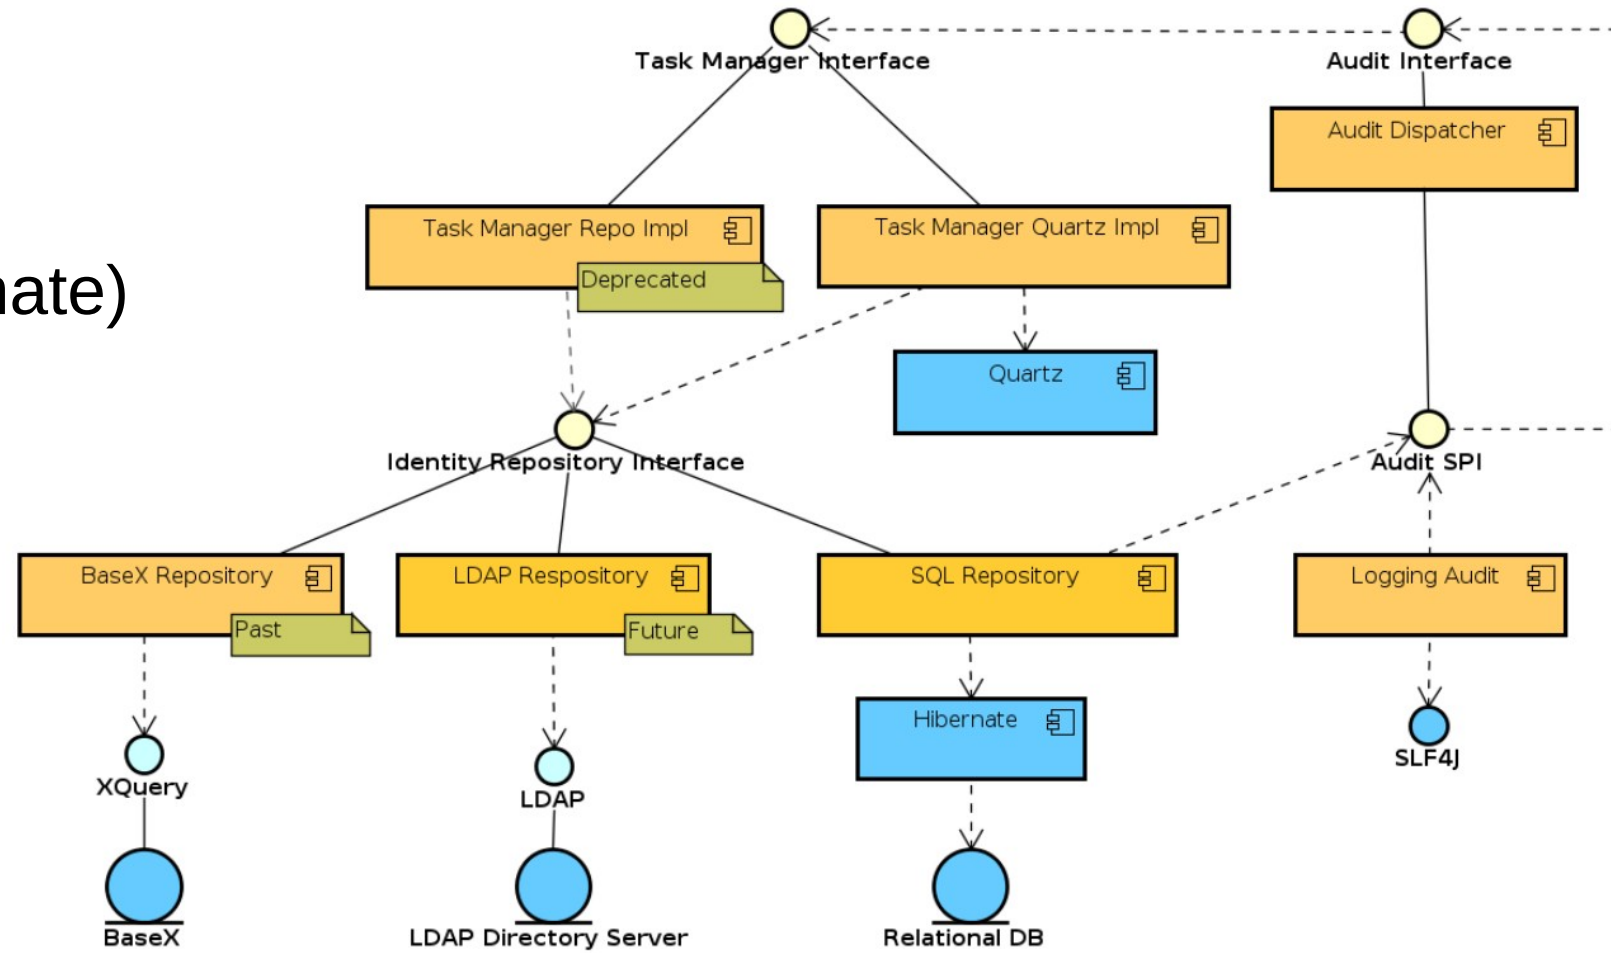 Task Manager Interface
Audit Interface
Audit Dispatcher
Task Manager Repo Impl
Deprecated
Task Manager Quartz Impl
nate)
Quartz
Identity Repository Interface
Audit SPI
BaseX Repository
Past
LDAP Respository
Future
SQL Repository
Logging Audit
Hibernate
XQuery
LDAP
SLF4J
BaseX
LDAP Directory Server
Relational DB